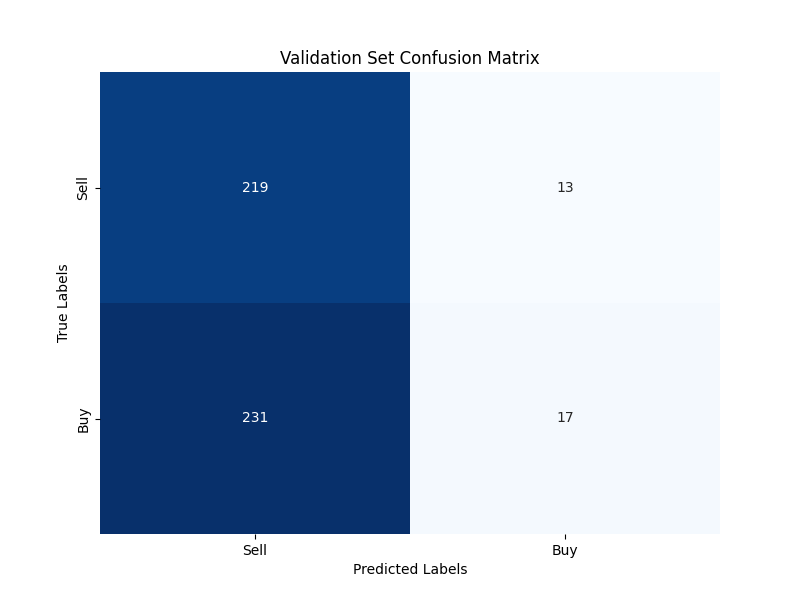 Validation Set Confusion Matrix
Sell
219
13
True Labels
Buy
231
17
Sell
Buy
Predicted Labels